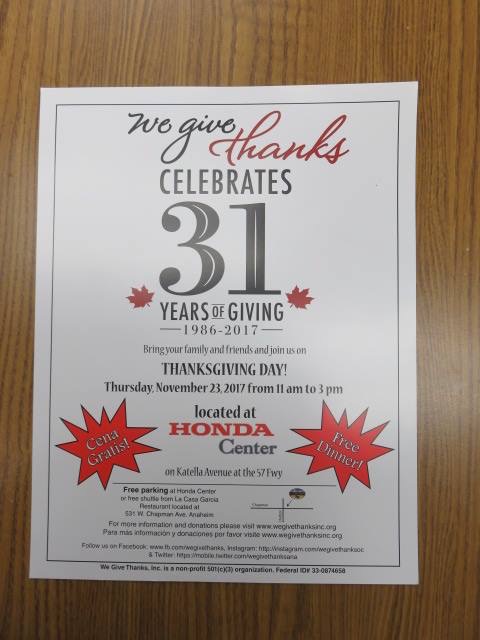 We give thanks
CELEBRATES
31
YEARS OF GIVING
1986-2017
Bring your family and friends and join us on
THANKSGIVING DAY!
Thursday, November 23, 2017 from 11 am to 3 pm
located at
HONDA
Center
Cena
Gratis!
Free
Dinner!
on Katella Avenue at the 57 Fwy
Free parking at Honda Center
or free shuttle from La Casa Garcia
Restaurant located at
531 W. Chapman Ave. Anaheim
Chapman
For more information and donations please visit www.wegivethanksinc.org
Para más información y donaciones por favor visite www.wegivethanksinc.org
Follow us on Facebook: www.fb.com/wegivethanks, Instagram: http://instagram.com/wegivethanksoc
& Twitter: https://mobile.twitter.com/wegivethanksana
We Give Thanks, Inc. is a non-profit 501(c)(3) organization. Federal ID# 33-0874658